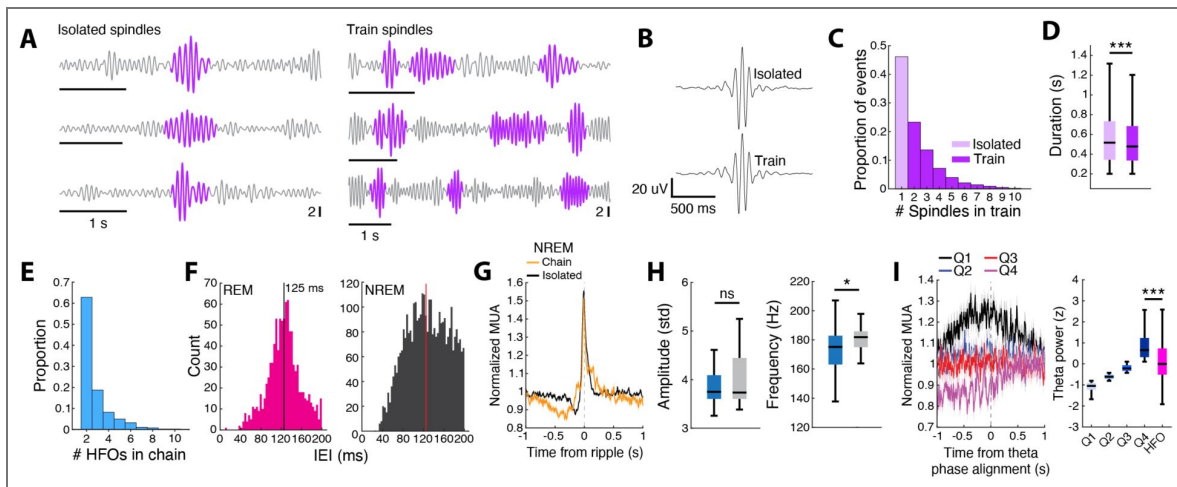 A
Isolated spindles
Train spindles
1 s
2
1 s
2
B
Isolated
Train
20 uV
500 ms
C
Proportion of events
0.5
0.4
0.3
0.2
0.1
0
Isolated
Train
1 2 3 4 5 6 7 8 9 10
# Spindles in train
D
Duration (s)
***
1.4
1.2
1
0.8
0.6
0.4
0.2
E
Proportion
0.7
0.6
0.5
0.4
0.3
0.2
0.1
0
2 4 6 8 10
# HFOs in chain
F
Count
REM
125 ms
70
60
50
40
30
20
10
0
0 40 80 120 160 200
NREM
120
100
80
60
40
20
0
0 40 80 120 160 200
IEI (ms)
G
NREM
Chain
Isolated
Normalized MUA
1.6
1.5
1.4
1.3
1.2
1.1
1
0.9
0.8
-1 -0.5 0 0.5 1
Time from ripple (s)
H
Amplitude (std)
ns
6
5
4
3
Frequency (Hz)
*
220
200
180
160
140
120
I
Q1 Q3
Q2 Q4
Normalized MUA
1.4
1.3
1.2
1.1
1.0
0.9
0.8
0.7
-1 -0.5 0 0.5 1
Time from theta
phase alignment (s)
Theta power (z)
***
4
3
2
1
0
-1
-2
-3
Q1 Q2 Q3 Q4 HFO